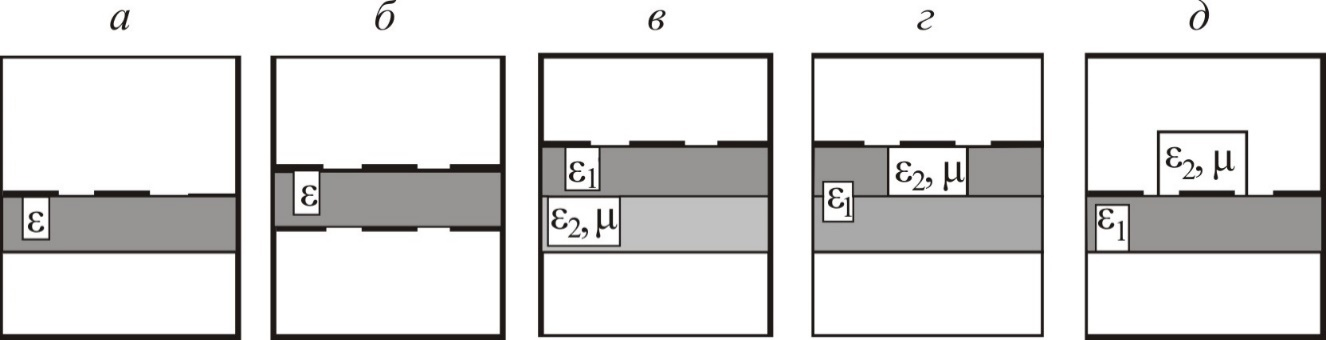 а б в г д
ε
ε
ε₁
ε₂, μ
ε₂, μ
ε₁
ε₂, μ
ε₁